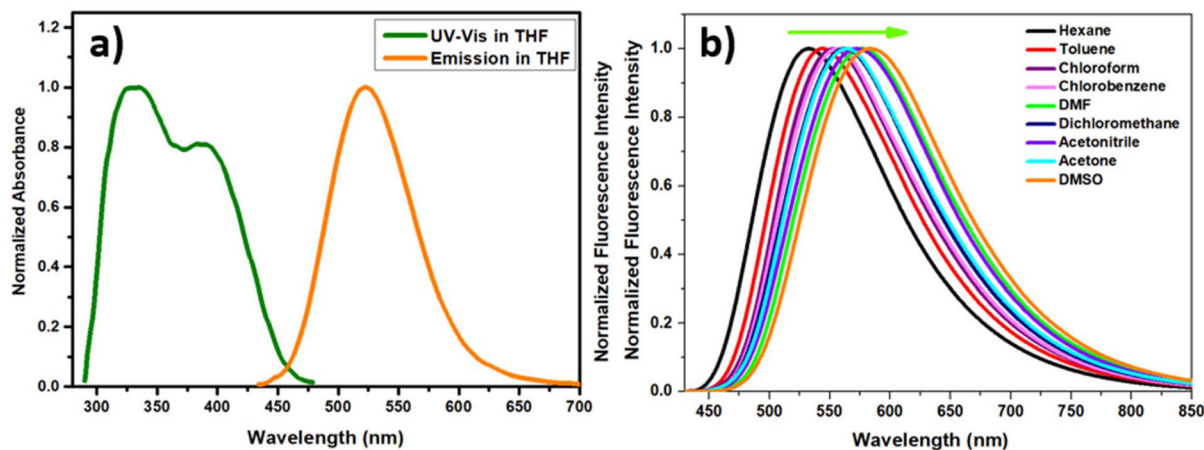 a)
UV-Vis in THF
Emission in THF
Normalized Absorbance
1.2
1.0
0.8
0.6
0.4
0.2
0.0
300 350 400 450 500 550 600 650 700
Wavelength (nm)
Normalized Fluorescence Intensity
b)
Hexane
Toluene
Chloroform
Chlorobenzene
DMF
Dichloromethane
Acetonitrile
Acetone
DMSO
Normalized Fluorescence Intensity
1.0
0.8
0.6
0.4
0.2
0.0
450 500 550 600 650 700 750 800 850
Wavelength (nm)